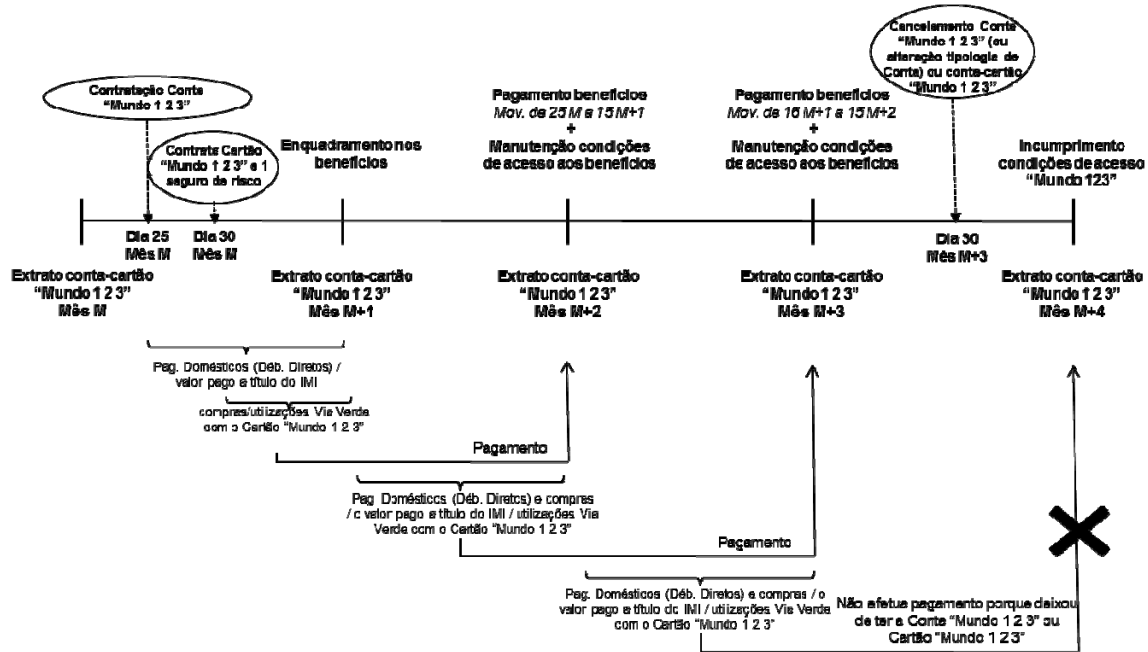 Cancelamento Conta
“Mundo 1 2 3” (ou
alteração tipologia de
Conta) ou conta-cartão
“Mundo 1 2 3”
Contratação Conta
“Mundo 1 2 3”
Contrata Cartão
“Mundo 1 2 3” e 1
seguro de risco
Enquadramento nos
benefícios
Pagamento benefícios
Mov. de 25 M a 15 M+1
+
Manutenção condições
de acesso aos benefícios
Pagamento benefícios
Mov. de 16 M+1 a 15 M+2
+
Manutenção condições
de acesso aos benefícios
Incumprimento
condições de acesso
“Mundo 123”
Dia 25
Mês M
Dia 30
Mês M
Dia 30
Mês M+3
Extrato conta-cartão
“Mundo 1 2 3”
Mês M
Extrato conta-cartão
“Mundo 1 2 3”
Mês M+1
Extrato conta-cartão
“Mundo 1 2 3”
Mês M+2
Extrato conta-cartão
“Mundo 1 2 3”
Mês M+3
Extrato conta-cartão
“Mundo 1 2 3”
Mês M+4
Pag. Domésticos (Déb. Diretos) /
valor pago a título do IMI
compras/utilizações Via Verde
com o Cartão “Mundo 1 2 3”
Pagamento
Pag. Domésticos (Déb. Diretos) e compras
/ o valor pago a título do IMI / utilizações Via
Verde com o Cartão “Mundo 1 2 3”
Pagamento
Pag. Domésticos (Déb. Diretos) e compras / o
valor pago a título do IMI / utilizações Via Verde
com o Cartão “Mundo 1 2 3”
Não efetua pagamento porque deixou
de ter a Conta “Mundo 1 2 3” ou
Cartão “Mundo 1 2 3”